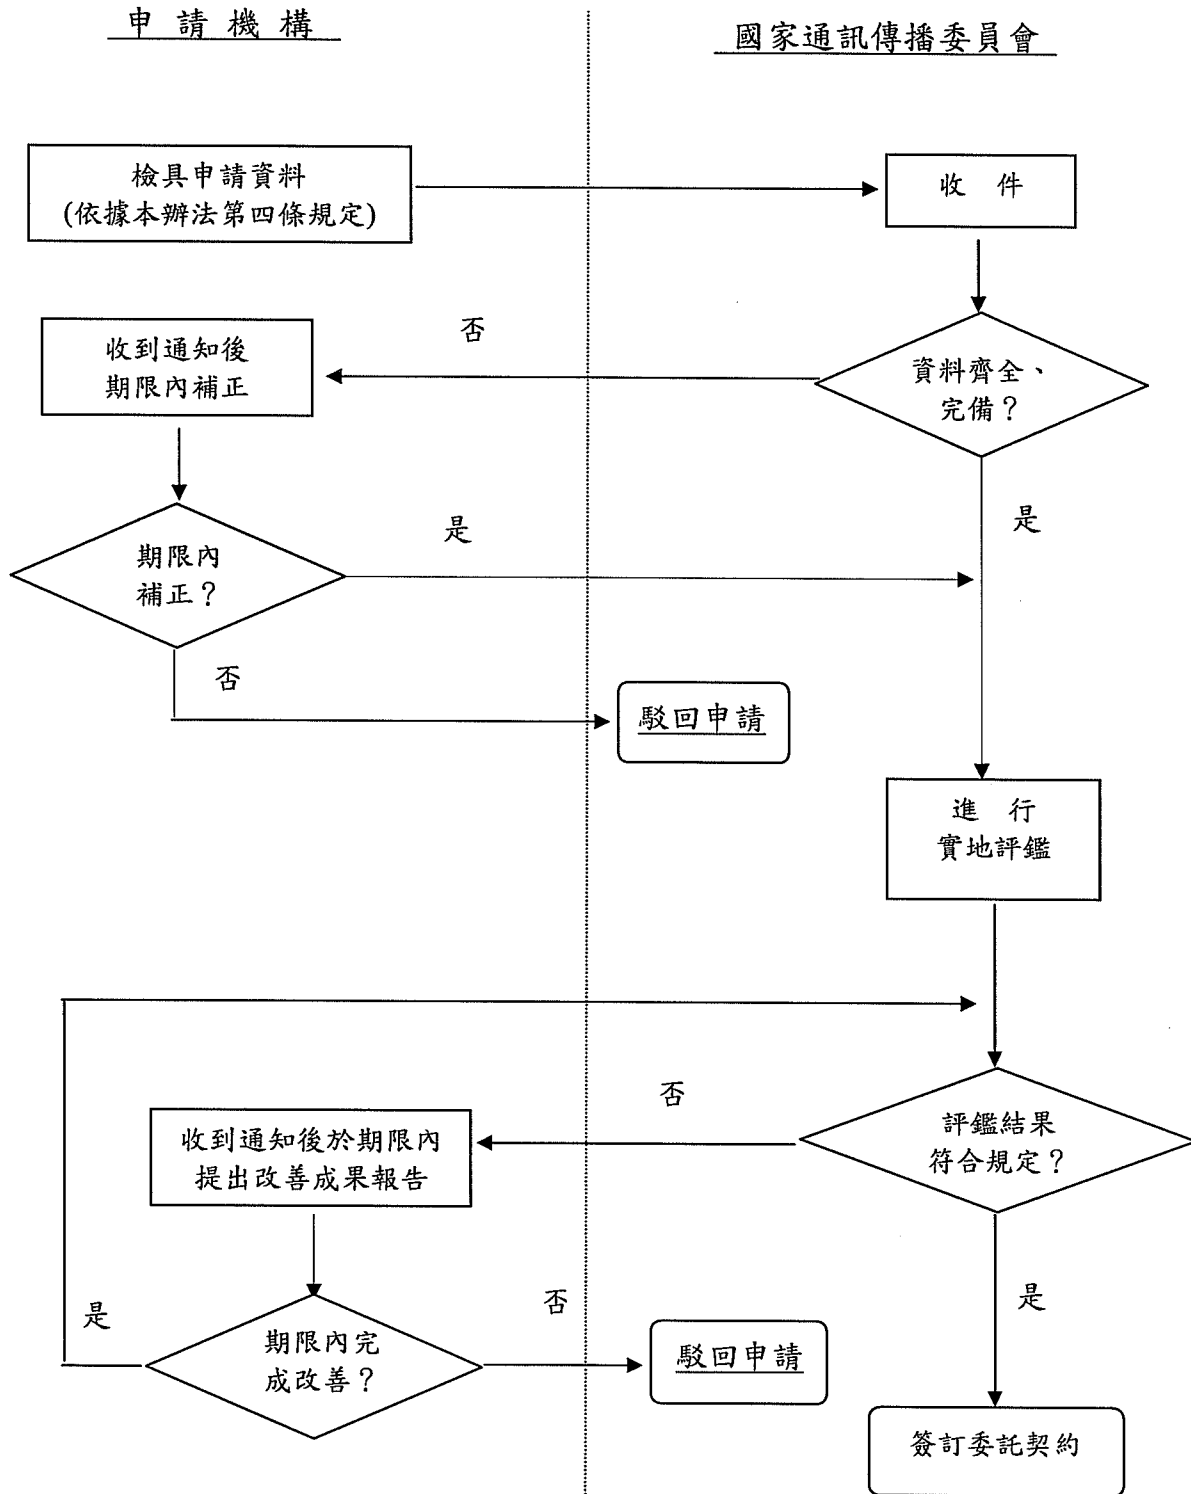 申請機構
國家通訊傳播委員會
檢具申請資料
(依據本辦法第四條規定)
收 件
否
收到通知後
期限內補正
資料齊全、
完備?
是
是
期限內
補正?
否
駁回申請
進 行
實地評鑑
否
收到通知後於期限內
提出改善成果報告
評鑑結果
符合規定?
是
否
是
期限內完
成改善?
駁回申請
簽訂委託契約